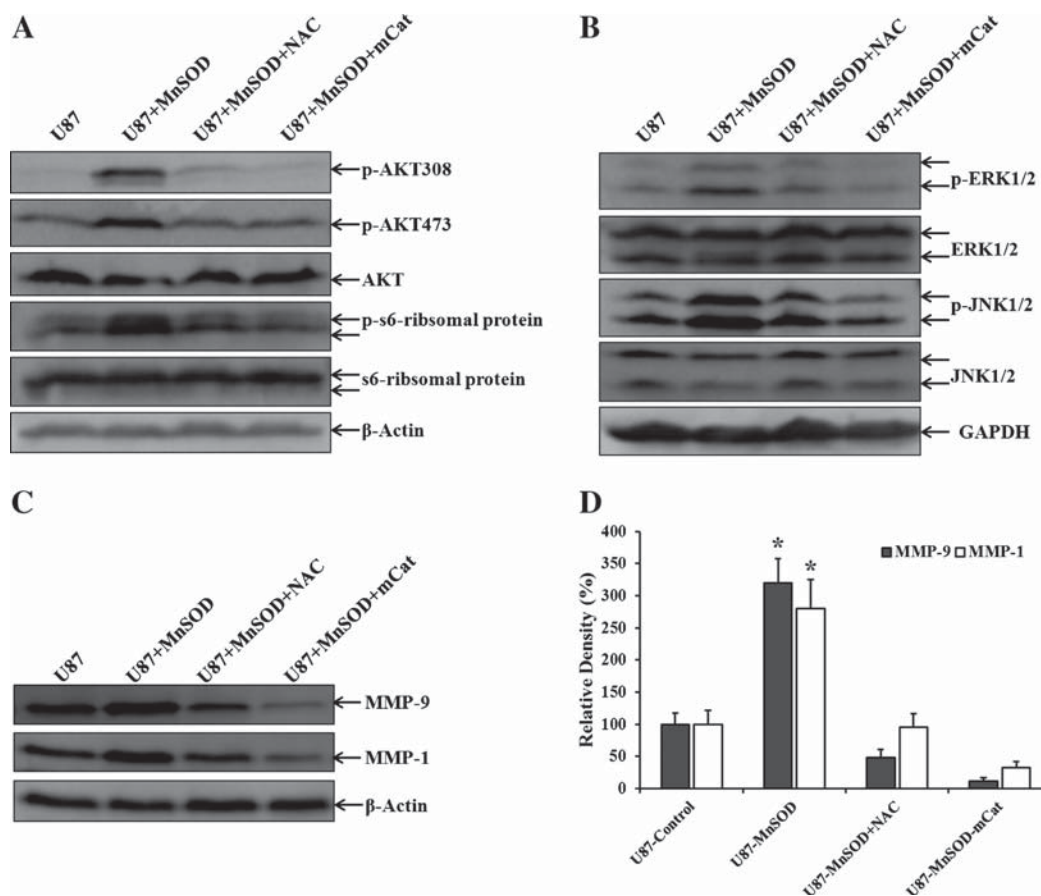 A
U87
U87+MnSOD
U87+MnSOD+NAC
U87+MnSOD+mCat
p-AKT308
p-AKT473
AKT
p-s6-ribsomal protein
s6-ribsomal protein
β-Actin
B
U87
U87+MnSOD
U87+MnSOD+NAC
U87+MnSOD+mCat
p-ERK1/2
ERK1/2
p-JNK1/2
JNK1/2
GAPDH
C
U87
U87+MnSOD
U87+MnSOD+NAC
U87+MnSOD+mCat
MMP-9
MMP-1
β-Actin
D
Relative Density (%)
400
350
300
250
200
150
100
50
0
* *
MMP-9 MMP-1
U87-Control
U87-MnSOD
U87-MnSOD+NAC
U87-MnSOD-mCat